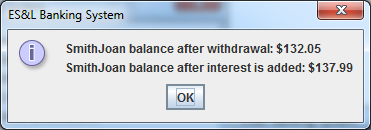 ES&L Banking System
SmithJoan balance after withdrawal: $132.05
SmithJoan balance after interest is added: $137.99
OK